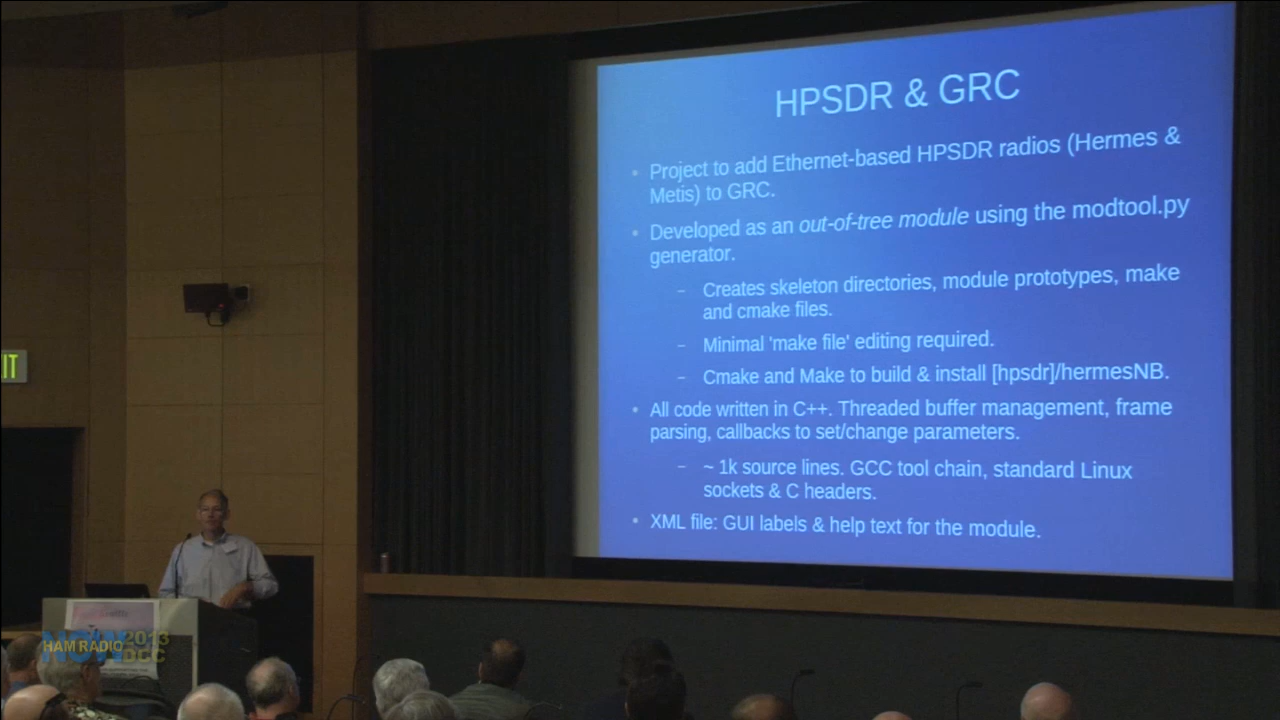 HPSDR & GRC
• Project to add Ethernet-based HPSDR radios (Hermes &
Metis) to GRC.
• Developed as an out-of-tree module using the modtool.py
generator.
– Creates skeleton directories, module prototypes, make
and cmake files.
– Minimal 'make file' editing required.
– Cmake and Make to build & install [hpsdr]/hermesNB.
• All code written in C++. Threaded buffer management, frame
parsing, callbacks to set/change parameters.
– ~ 1k source lines. GCC tool chain, standard Linux
sockets & C headers.
• XML file: GUI labels & help text for the module.
IT
HAM RADIO
NOW
2013
DCC